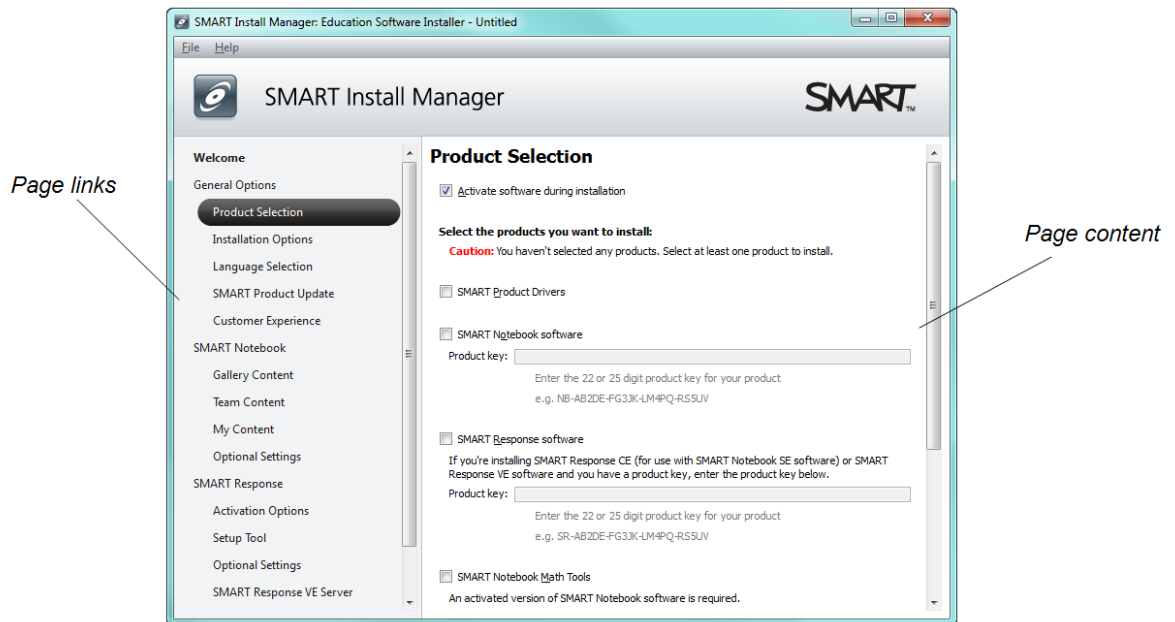 SMART Install Manager: Education Software Installer - Untitled
File Help
SMART Install Manager
SMART™
Page links
Welcome
General Options
Product Selection
Installation Options
Language Selection
SMART Product Update
Customer Experience
SMART Notebook
Gallery Content
Team Content
My Content
Optional Settings
SMART Response
Activation Options
Setup Tool
Optional Settings
SMART Response VE Server
Product Selection
Activate software during installation
Select the products you want to install:
Caution: You haven't selected any products. Select at least one product to install.
SMART Product Drivers
SMART Notebook software
Product key:
Enter the 22 or 25 digit product key for your product
e.g. NB-AB2DE-FG3JK-LM4PQ-RS5UV
SMART Response software
If you're installing SMART Response CE (for use with SMART Notebook SE software) or SMART
Response VE software and you have a product key, enter the product key below.
Product key:
Enter the 22 or 25 digit product key for your product
e.g. SR-AB2DE-FG3JK-LM4PQ-RS5UV
SMART Notebook Math Tools
An activated version of SMART Notebook software is required.
Page content